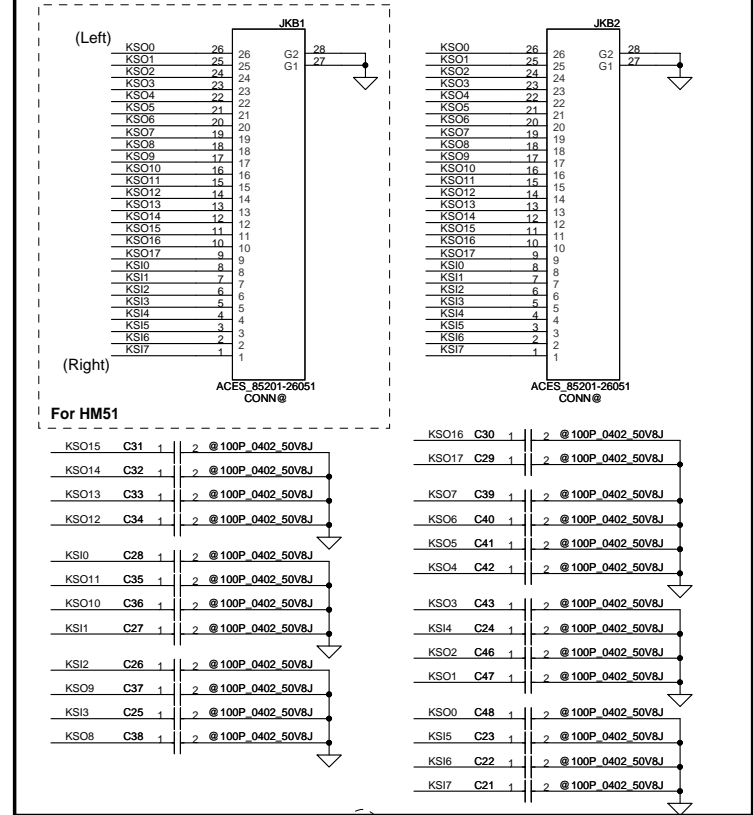 JKB1
(Left)
KSO0 26 26 G2 28
KSO1 25 25 G1 27
KSO2 24 24
KSO3 23 23
KSO4 22 22
KSO5 21 21
KSO6 20 20
KSO7 19 19
KSO8 18 18
KSO9 17 17
KSO10 16 16
KSO11 15 15
KSO12 14 14
KSO13 13 13
KSO14 12 12
KSO15 11 11
KSO16 10 10
KSO17 9 9
KSI0 8 8
KSI1 7 7
KSI2 6 6
KSI3 5 5
KSI4 4 4
KSI5 3 3
KSI6 2 2
KSI7 1 1
(Right)
ACES_85201-26051
CONN@
For HM51
JKB2
KSO0 26 26 G2 28
KSO1 25 25 G1 27
KSO2 24 24
KSO3 23 23
KSO4 22 22
KSO5 21 21
KSO6 20 20
KSO7 19 19
KSO8 18 18
KSO9 17 17
KSO10 16 16
KSO11 15 15
KSO12 14 14
KSO13 13 13
KSO14 12 12
KSO15 11 11
KSO16 10 10
KSO17 9 9
KSI0 8 8
KSI1 7 7
KSI2 6 6
KSI3 5 5
KSI4 4 4
KSI5 3 3
KSI6 2 2
KSI7 1 1
ACES_85201-26051
CONN@
KSO15 C31 1 2 @100P_0402_50V8J
KSO14 C32 1 2 @100P_0402_50V8J
KSO13 C33 1 2 @100P_0402_50V8J
KSO12 C34 1 2 @100P_0402_50V8J
KSI0 C28 1 2 @100P_0402_50V8J
KSO11 C35 1 2 @100P_0402_50V8J
KSO10 C36 1 2 @100P_0402_50V8J
KSI1 C27 1 2 @100P_0402_50V8J
KSI2 C26 1 2 @100P_0402_50V8J
KSO9 C37 1 2 @100P_0402_50V8J
KSI3 C25 1 2 @100P_0402_50V8J
KSO8 C38 1 2 @100P_0402_50V8J
KSO16 C30 1 2 @100P_0402_50V8J
KSO17 C29 1 2 @100P_0402_50V8J
KSO7 C39 1 2 @100P_0402_50V8J
KSO6 C40 1 2 @100P_0402_50V8J
KSO5 C41 1 2 @100P_0402_50V8J
KSO4 C42 1 2 @100P_0402_50V8J
KSO3 C43 1 2 @100P_0402_50V8J
KSI4 C24 1 2 @100P_0402_50V8J
KSO2 C46 1 2 @100P_0402_50V8J
KSO1 C47 1 2 @100P_0402_50V8J
KSO0 C48 1 2 @100P_0402_50V8J
KSI5 C23 1 2 @100P_0402_50V8J
KSI6 C22 1 2 @100P_0402_50V8J
KSI7 C21 1 2 @100P_0402_50V8J